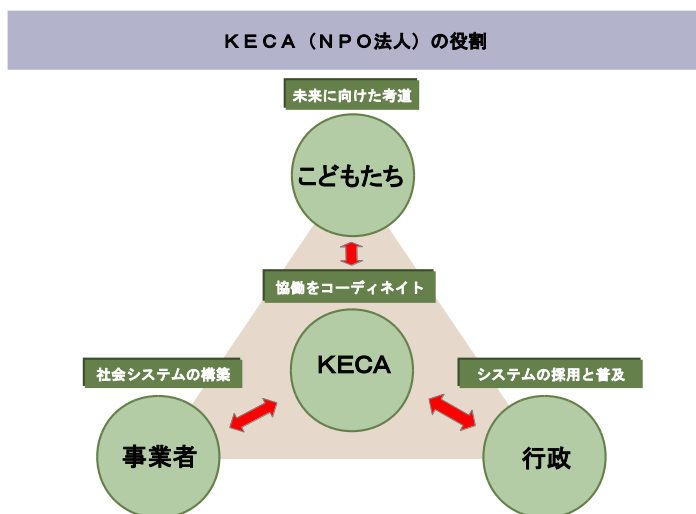 KECA（NPO法人）の役割
未来に向けた考道
こどもたち
協働をコーディネイト
KECA
社会システムの構築
システムの採用と普及
事業者
行政